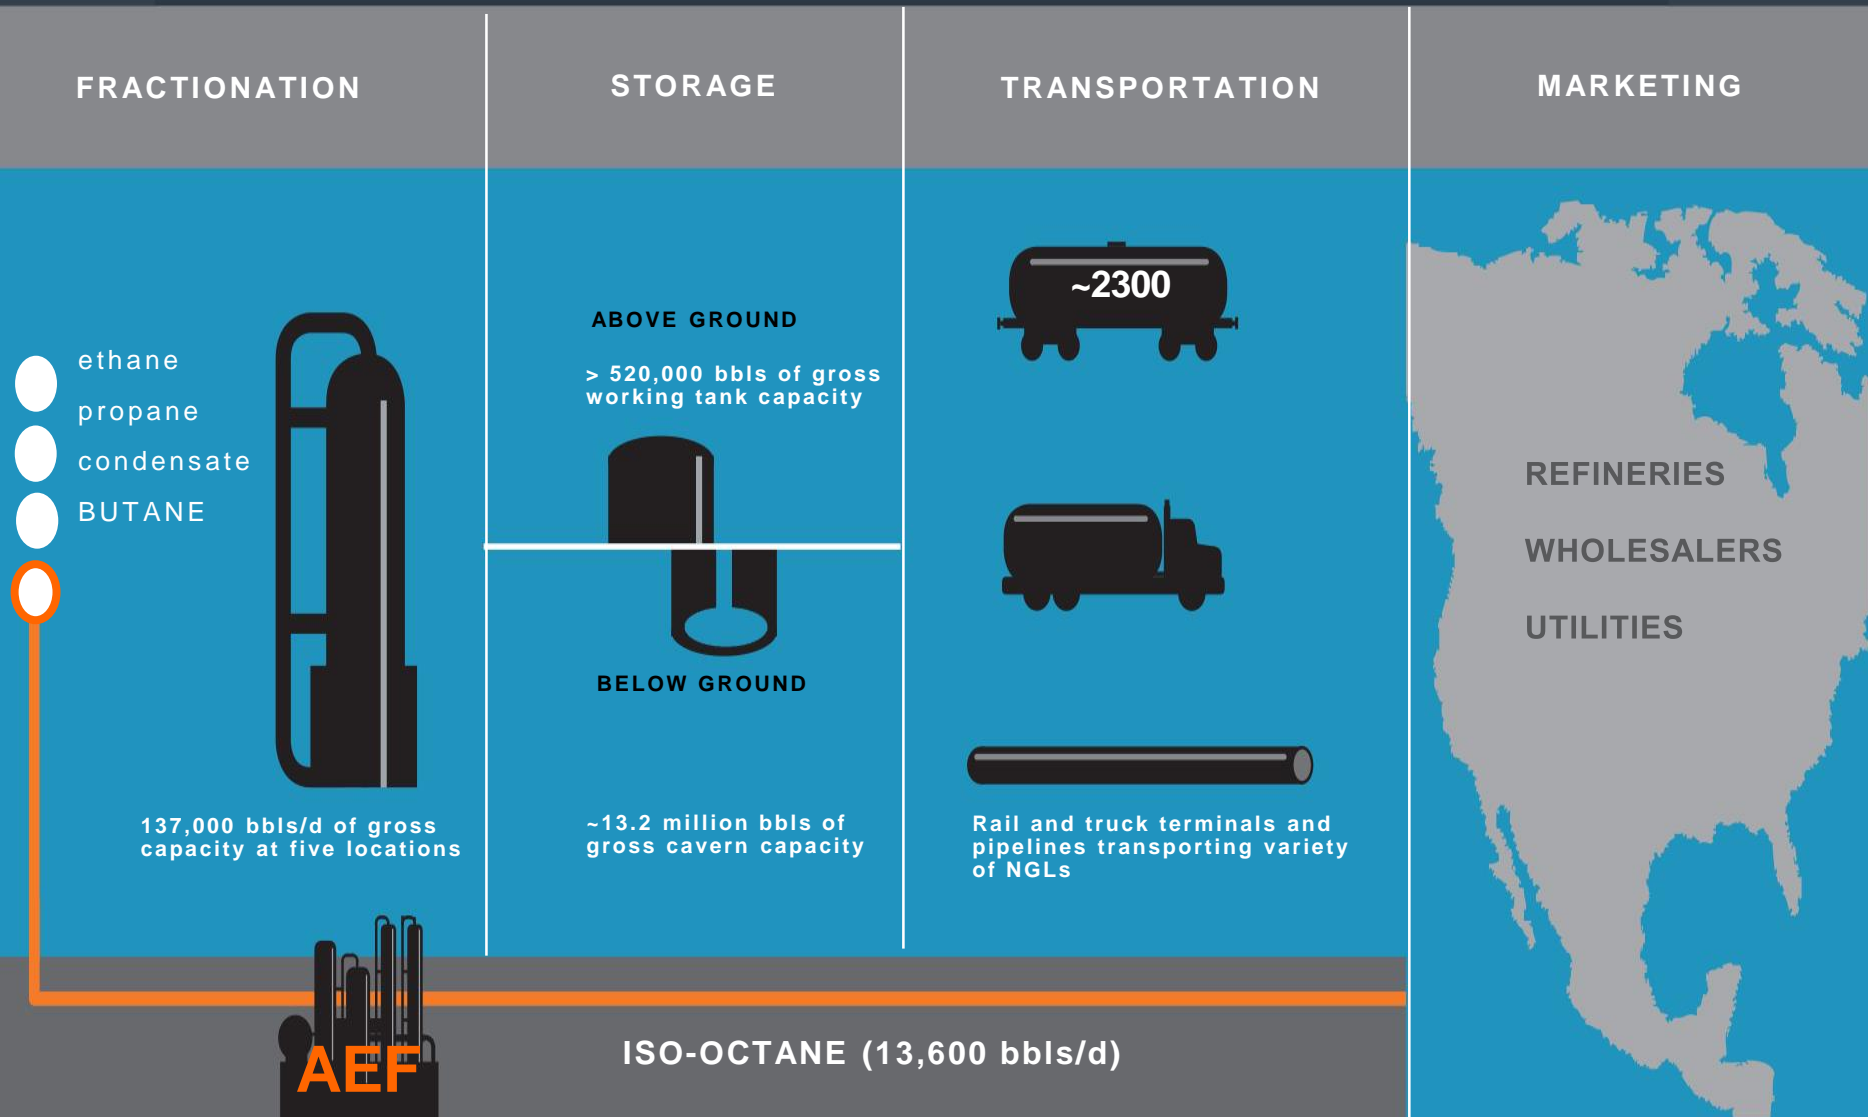 FRACTIONATION
STORAGE
TRANSPORTATION
MARKETING
ethane
propane
condensate
BUTANE
137,000 bbls/d of gross
capacity at five locations
ABOVE GROUND
> 520,000 bbls of gross
working tank capacity
BELOW GROUND
~13.2 million bbls of
gross cavern capacity
~2300
Rail and truck terminals and
pipelines transporting variety
of NGLs
REFINERIES
WHOLESALERS
UTILITIES
AEF
ISO-OCTANE (13,600 bbls/d)